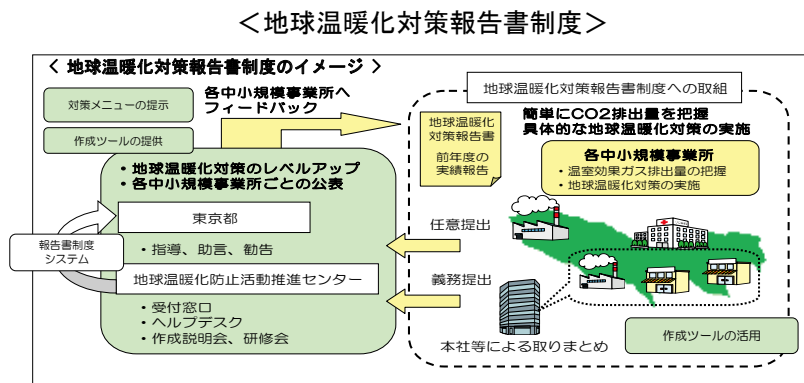 ＜地球温暖化対策報告書制度＞
< 地球温暖化対策報告書制度のイメージ >
対策メニューの提示
作成ツールの提供
各中小規模事業所へ
フィードバック
・地球温暖化対策のレベルアップ
・各中小規模事業所ごとの公表
東京都
・指導、助言、勧告
報告書制度
システム
地球温暖化防止活動推進センター
・受付窓口
・ヘルプデスク
・作成説明会、研修会
地球温暖化対策報告書制度への取組
地球温暖化
対策報告書
前年度の
実績報告
簡単にCO2排出量を把握
具体的な地球温暖化対策の実施
各中小規模事業所
・温室効果ガス排出量の把握
・地球温暖化対策の実施
任意提出
義務提出
本社等による取りまとめ
作成ツールの活用